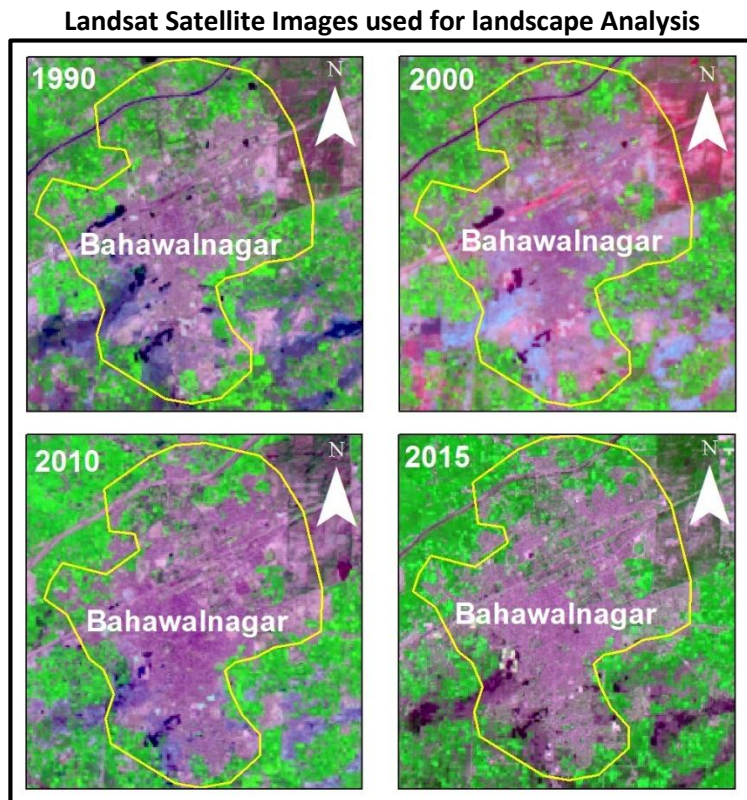 Landsat Satellite Images used for landscape Analysis
1990
N
Bahawalnagar
2000
N
Bahawalnagar
2010
N
Bahawalnagar
2015
N
Bahawalnagar